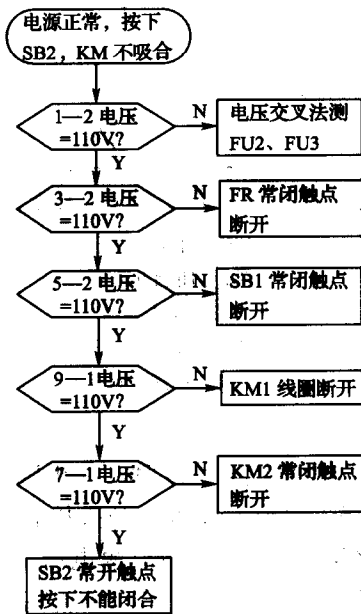 电源正常，按下
SB2，KM 不吸合
1—2 电压
=110V?
N
电压交叉法测
FU2、FU3
Y
3—2 电压
=110V?
N
FR 常闭触点
断开
Y
5—2 电压
=110V?
N
SB1 常闭触点
断开
Y
9—1电压
=110V?
N
KM1 线圈断开
Y
7—1电压
=110V?
N
KM2 常闭触点
断开
Y
SB2 常开触点
按下不能闭合